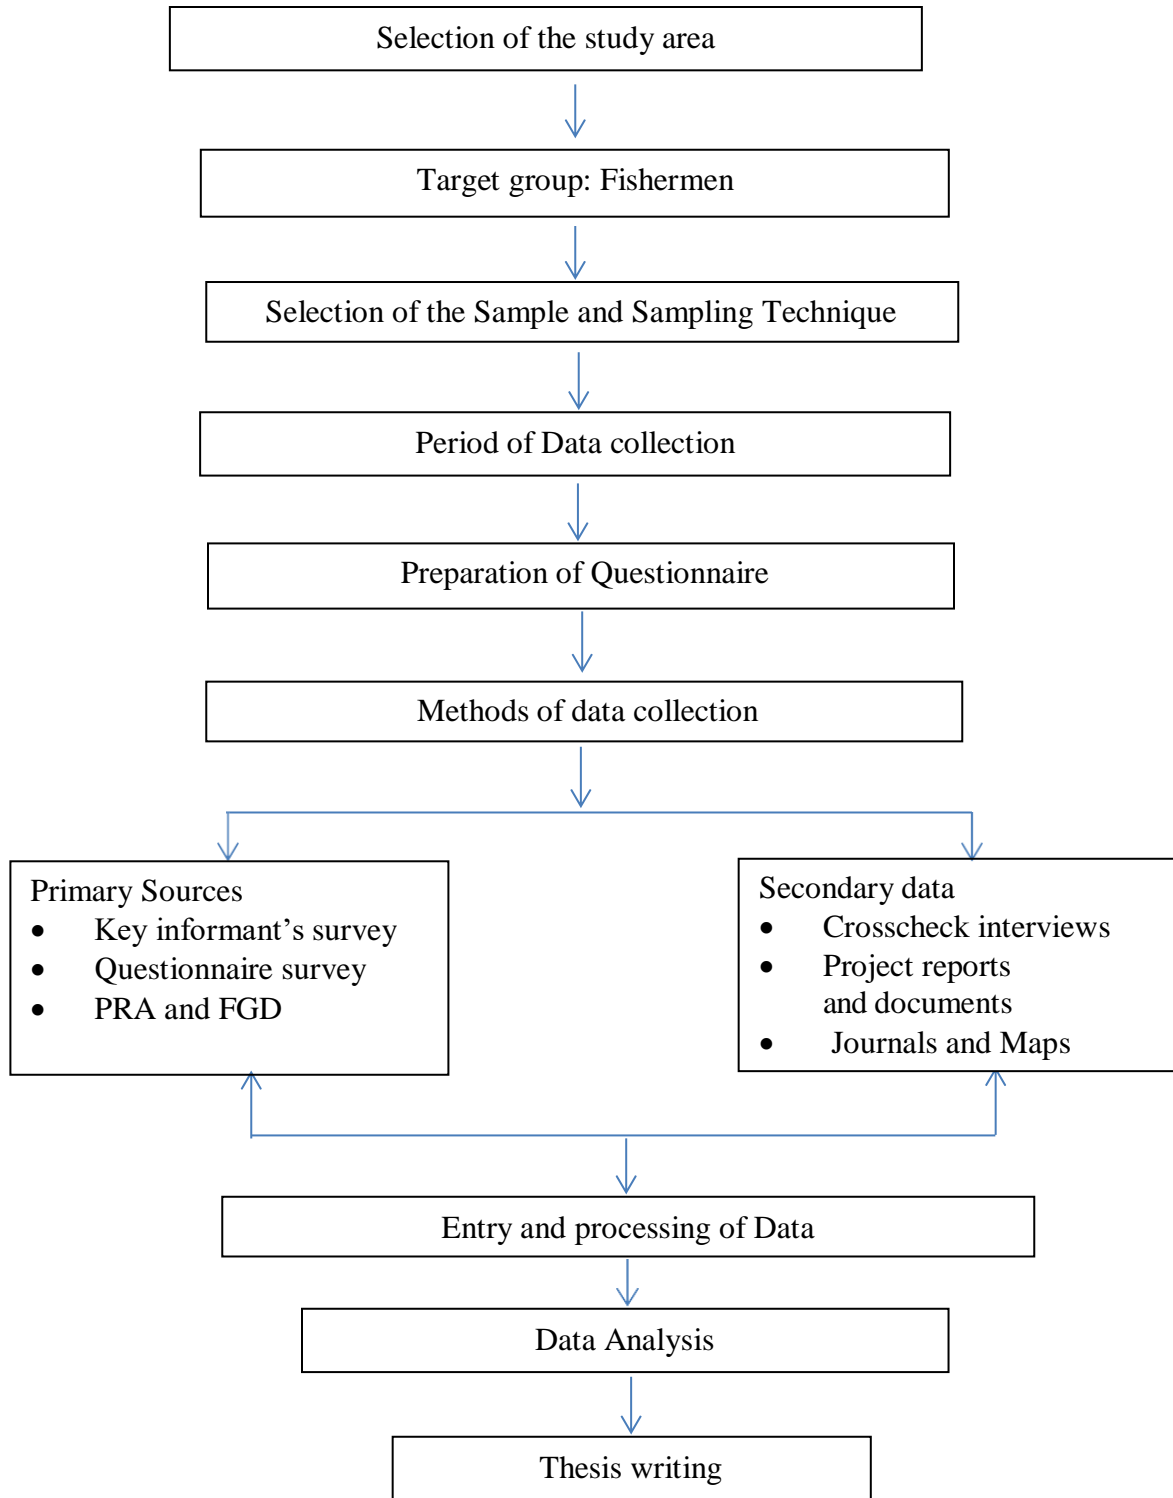 Selection of the study area
Target group: Fishermen
Selection of the Sample and Sampling Technique
Period of Data collection
Preparation of Questionnaire
Methods of data collection
Primary Sources
• Key informant’s survey
• Questionnaire survey
• PRA and FGD
Secondary data
• Crosscheck interviews
• Project reports
and documents
• Journals and Maps
Entry and processing of Data
Data Analysis
Thesis writing